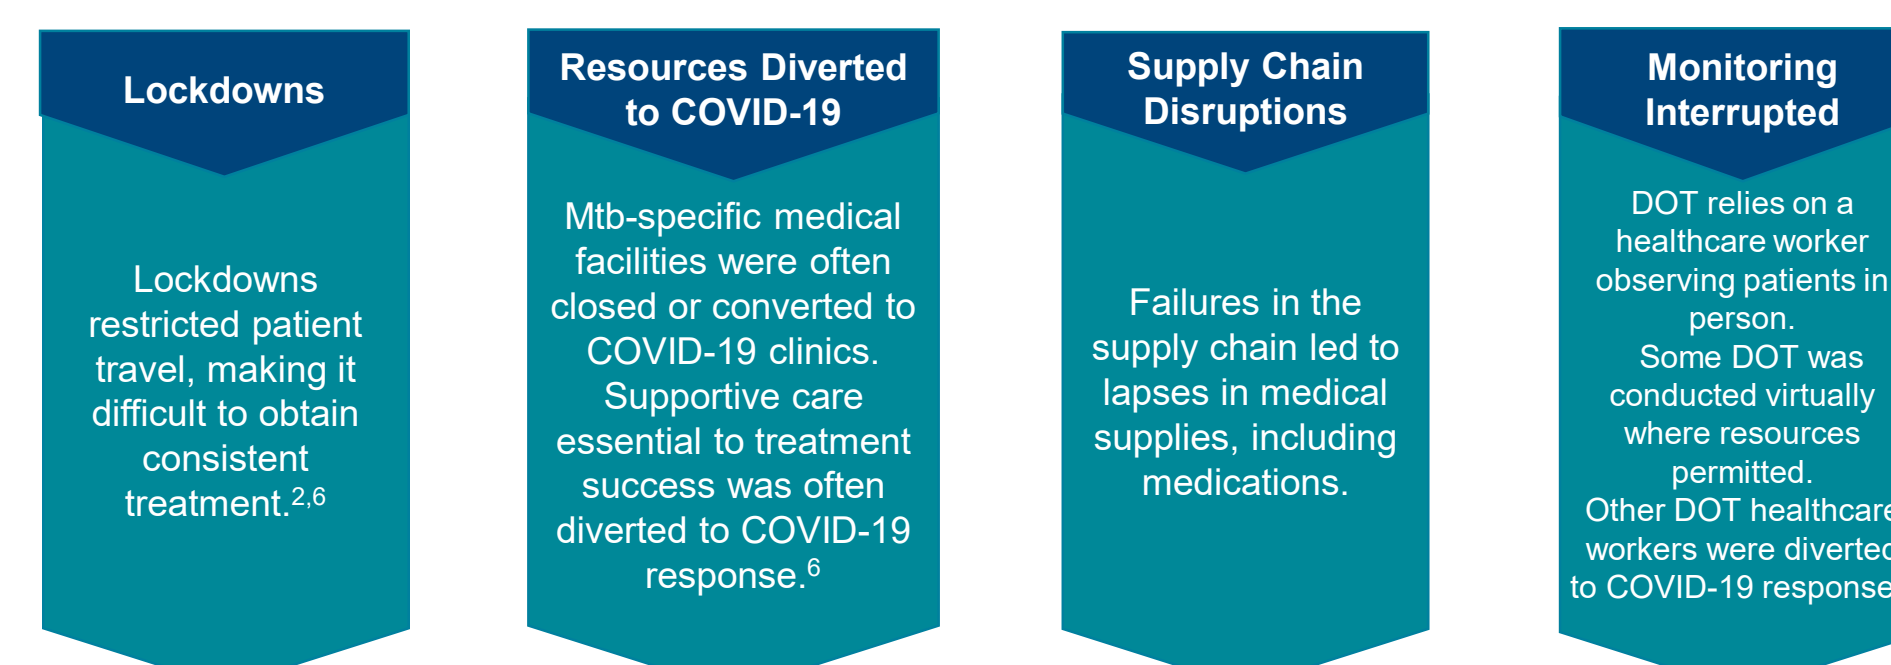 Lockdowns
Lockdowns
restricted patient
travel, making it
difficult to obtain
consistent
treatment.2,6
Resources Diverted
to COVID-19
Mtb-specific medical
facilities were often
closed or converted to
COVID-19 clinics.
Supportive care
essential to treatment
success was often
diverted to COVID-19
response.6
Supply Chain
Disruptions
Failures in the
supply chain led to
lapses in medical
supplies, including
medications.
Monitoring
Interrupted
DOT relies on a
healthcare worker
observing patients in
person.
Some DOT was
conducted virtually
where resources
permitted.
Other DOT healthcare
workers were diverted
to COVID-19 response